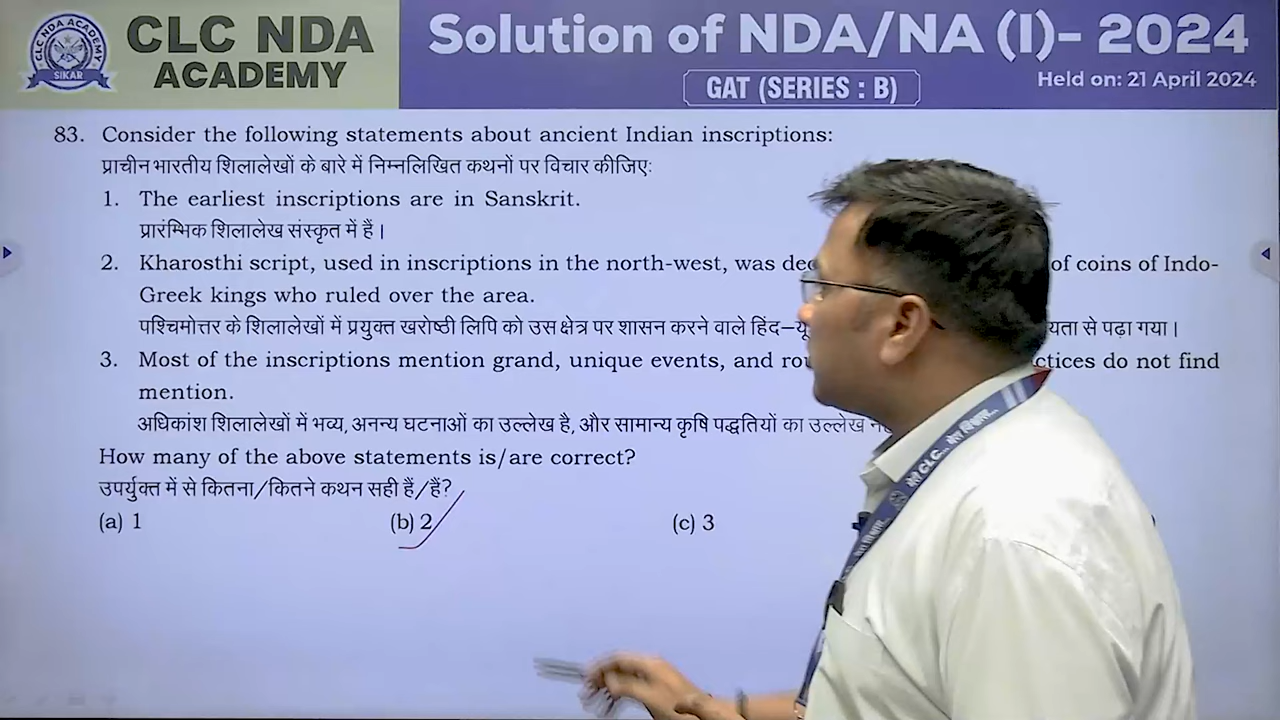 CLC NDA ACADEMY
SIKAR
CLC NDA
ACADEMY
Solution of NDA/NA (I)- 2024
GAT (SERIES : B)
Held on: 21 April 2024
83. Consider the following statements about ancient Indian inscriptions:
प्राचीन भारतीय शिलालेखों के बारे में निम्नलिखित कथनों पर विचार कीजिए:
1. The earliest inscriptions are in Sanskrit.
प्रारंम्भिक शिलालेख संस्कृत में हैं।
2. Kharosthi script, used in inscriptions in the north-west, was of coins of Indo-
Greek kings who ruled over the area.
पश्चिमोत्तर के शिलालेखों में प्रयुक्त खरोष्ठी लिपि को उस क्षेत्र पर शासन करने वाले से पढ़ा गया।
3. Most of the inscriptions mention grand, unique events, and do not find
mention.
अधिकांश शिलालेखों में भव्य, अनन्य घटनाओं का उल्लेख है, और सामान्य कृषि पद्धतियों का उल्लेख
How many of the above statements is/are correct?
उपर्युक्त में से कितना/कितने कथन सही हैं/हैं?
(a) 1 (b) 2 (c) 3